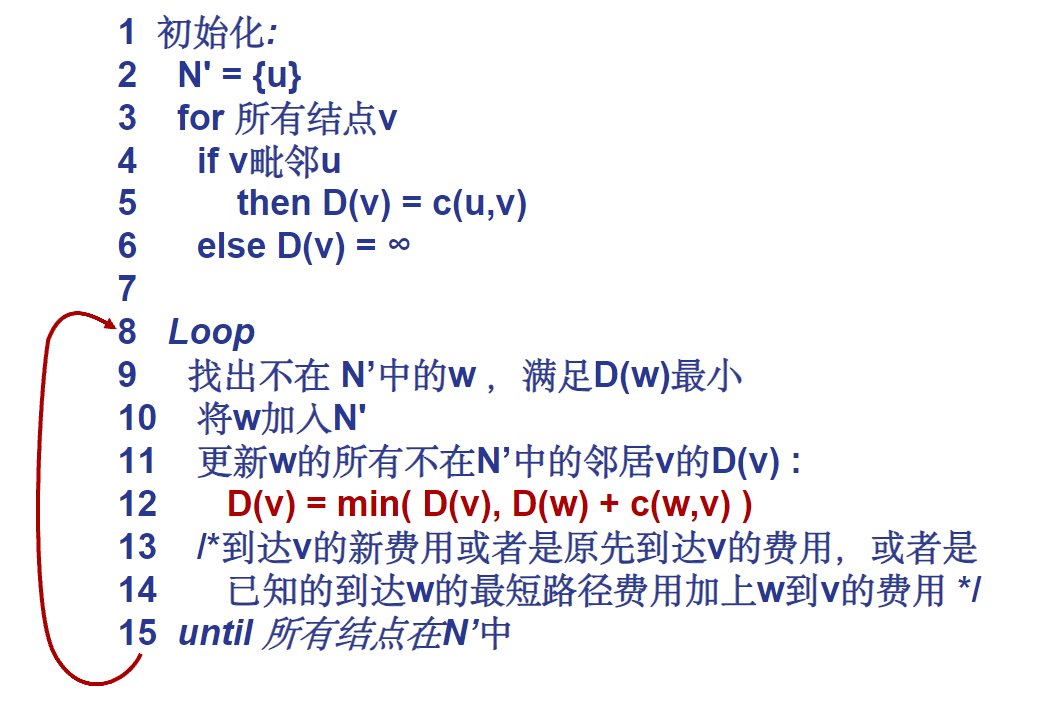 1 初始化:
2 N' = {u}
3 for 所有结点v
4 if v毗邻u
5 then D(v) = c(u,v)
6 else D(v) = ∞
7
8 Loop
9 找出不在 N’中的w ，满足D(w)最小
10 将w加入N'
11 更新w的所有不在N’中的邻居v的D(v) :
12 D(v) = min( D(v), D(w) + c(w,v) )
13 /*到达v的新费用或者是原先到达v的费用，或者是
14 已知的到达w的最短路径费用加上w到v的费用 */
15 until 所有结点在N’中